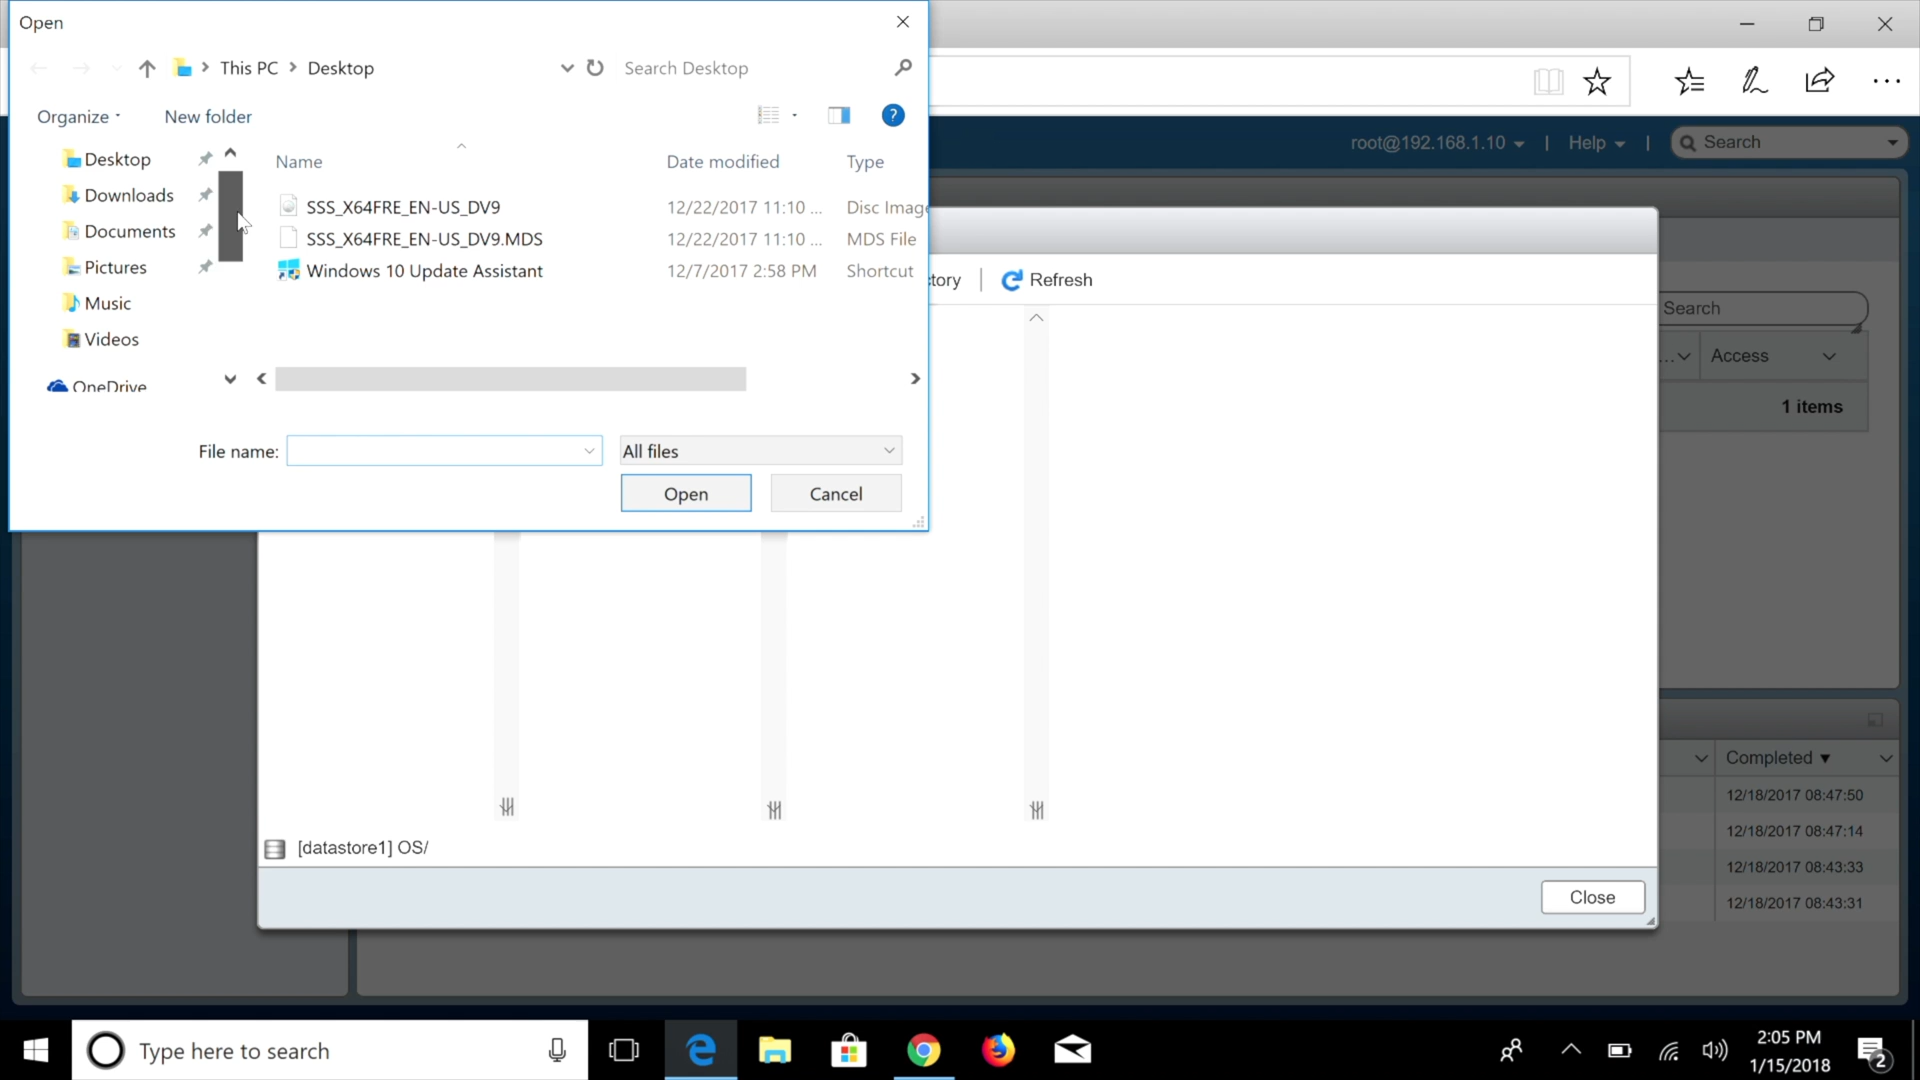 Open
This PC > Desktop
Search Desktop
Organize
New folder
?
Desktop
Downloads
Documents
Pictures
Music
Videos
OneDrive
Name Date modified Type
SSS_X64FRE_EN-US_DV9 12/22/2017 11:10 ... Disc Image
SSS_X64FRE_EN-US_DV9.MDS 12/22/2017 11:10 ... MDS File
Windows 10 Update Assistant 12/7/2017 2:58 PM Shortcut
File name:
All files
Open
Cancel
root@192.168.1.10 | Help | Search
tory | Refresh
Search
... Access
1 items
[datastore1] OS/
Close
Completed
12/18/2017 08:47:50
12/18/2017 08:47:14
12/18/2017 08:43:33
12/18/2017 08:43:31
Type here to search
2:05 PM
1/15/2018
2